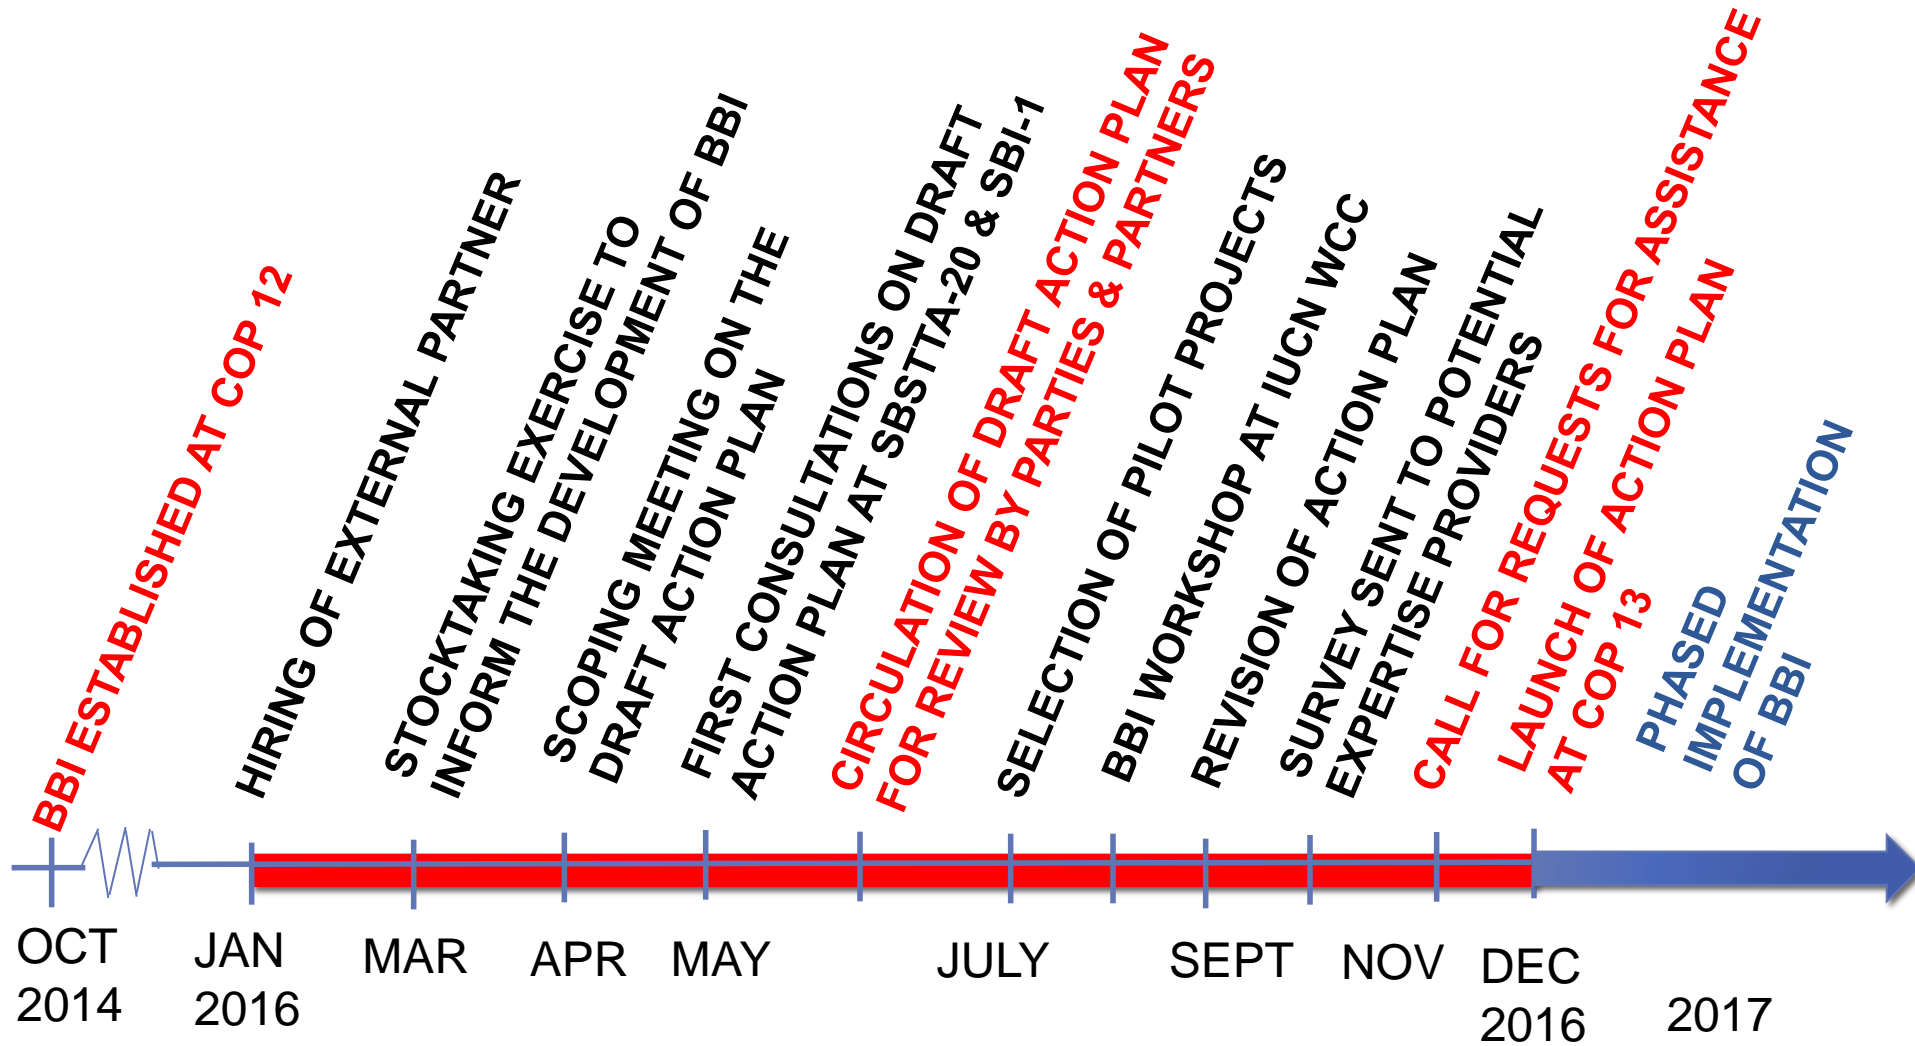 BBI ESTABLISHED AT COP 12
HIRING OF EXTERNAL PARTNER
STOCKTAKING EXERCISE TO
INFORM THE DEVELOPMENT OF BBI
SCOPING MEETING ON THE
DRAFT ACTION PLAN
FIRST CONSULTATIONS ON DRAFT
ACTION PLAN AT SBSTTA-20 & SBI-1
CIRCULATION OF DRAFT ACTION PLAN
FOR REVIEW BY PARTIES & PARTNERS
SELECTION OF PILOT PROJECTS
BBI WORKSHOP AT IUCN WCC
REVISION OF ACTION PLAN
SURVEY SENT TO POTENTIAL
EXPERTISE PROVIDERS
CALL FOR REQUESTS FOR ASSISTANCE
LAUNCH OF ACTION PLAN
AT COP 13
PHASED
IMPLEMENTATION
OF BBI
OCT
2014
JAN
2016
MAR
APR
MAY
JULY
SEPT
NOV
DEC
2016
2017